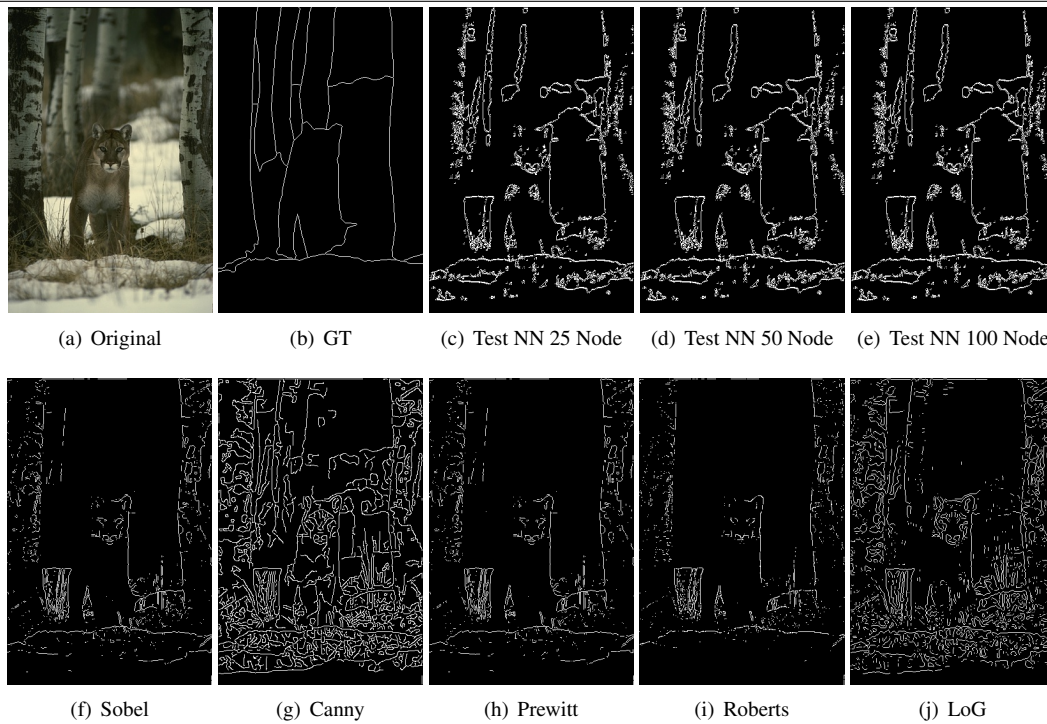 (a) Original
(b) GT
(c) Test NN 25 Node
(d) Test NN 50 Node
(e) Test NN 100 Node
(f) Sobel
(g) Canny
(h) Prewitt
(i) Roberts
(j) LoG